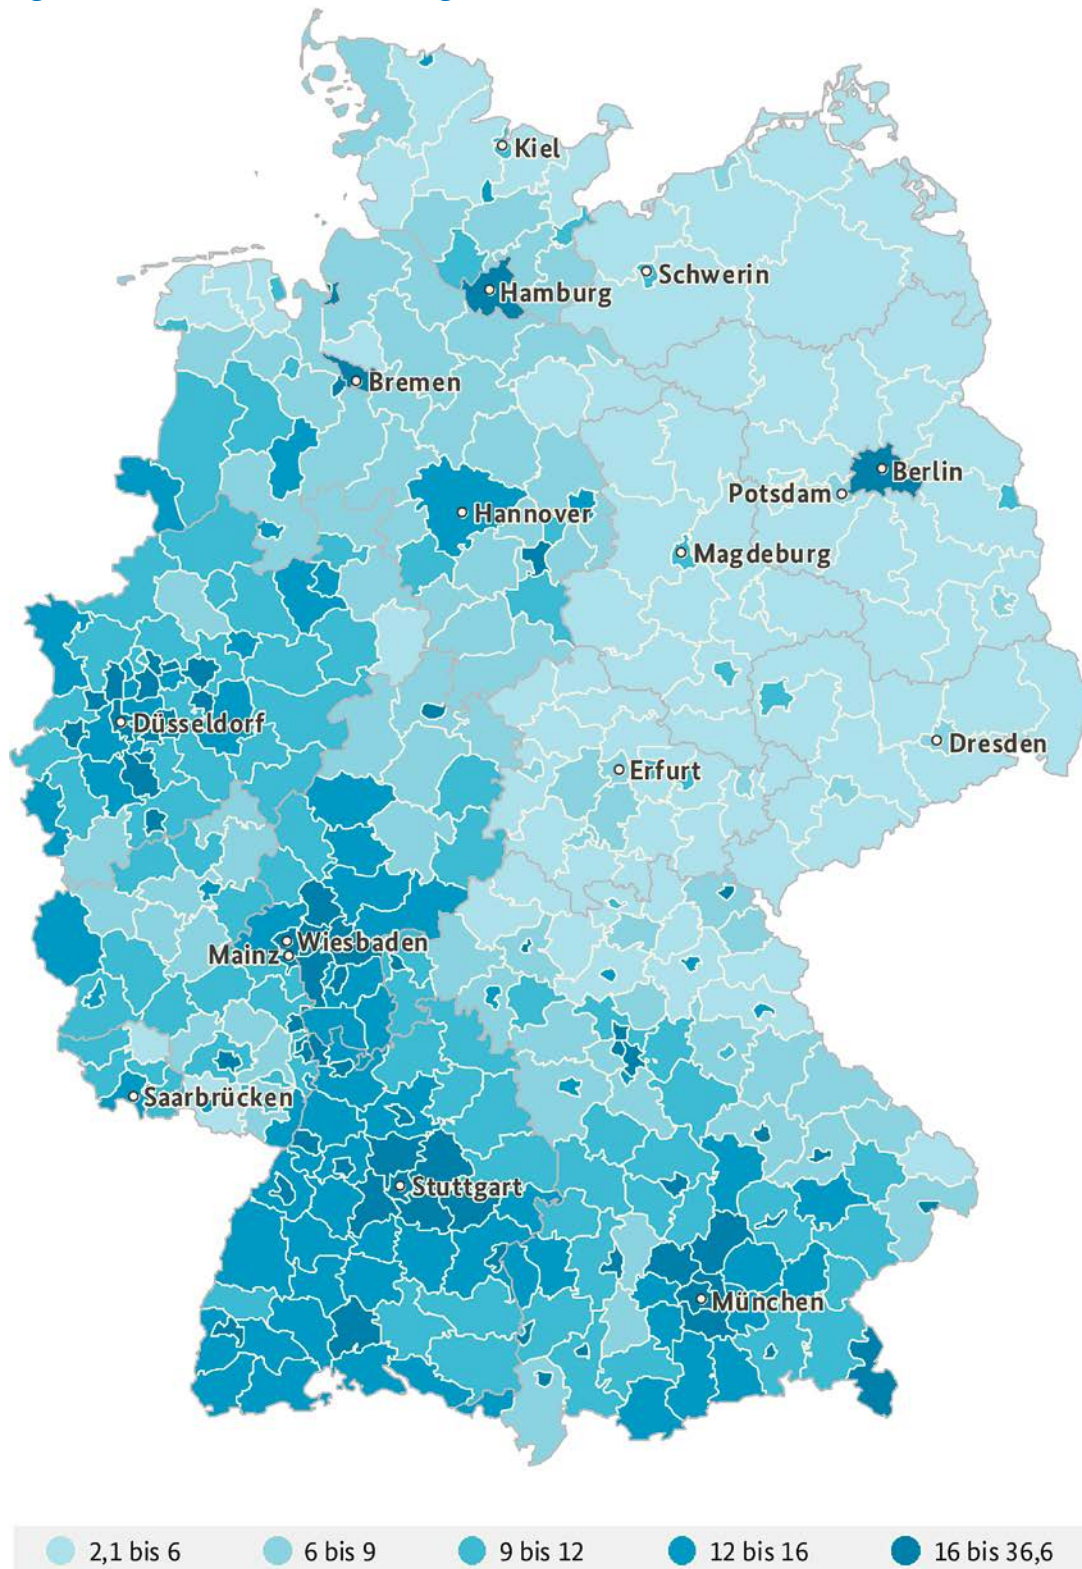 Kiel
Schwerin
Hamburg
Bremen
Berlin
Potsdam
Hannover
Magdeburg
Düsseldorf
Dresden
Erfurt
Wiesbaden
Mainz
Saarbrücken
Stuttgart
München
2,1 bis 6
6 bis 9
9 bis 12
12 bis 16
16 bis 36,6